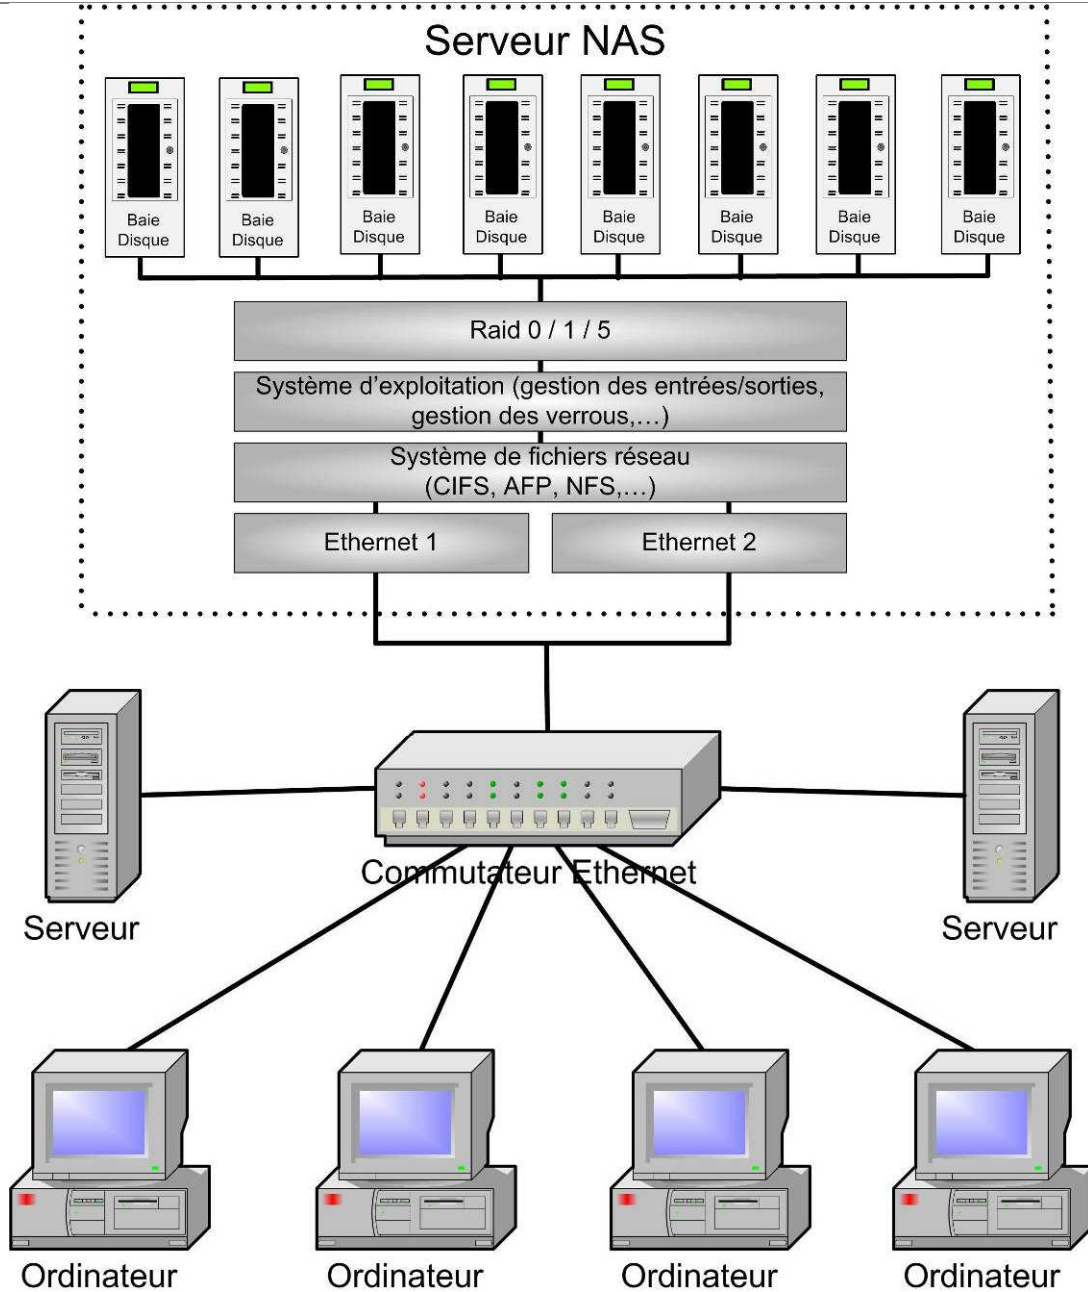 Serveur NAS
Baie
Disque
Baie
Disque
Baie
Disque
Baie
Disque
Baie
Disque
Baie
Disque
Baie
Disque
Baie
Disque
Raid 0 / 1 / 5
Système d'exploitation (gestion des entrées/sorties,
gestion des verrous,...)
Système de fichiers réseau
(CIFS, AFP, NFS,...)
Ethernet 1
Ethernet 2
Commutateur Ethernet
Serveur
Serveur
Ordinateur
Ordinateur
Ordinateur
Ordinateur